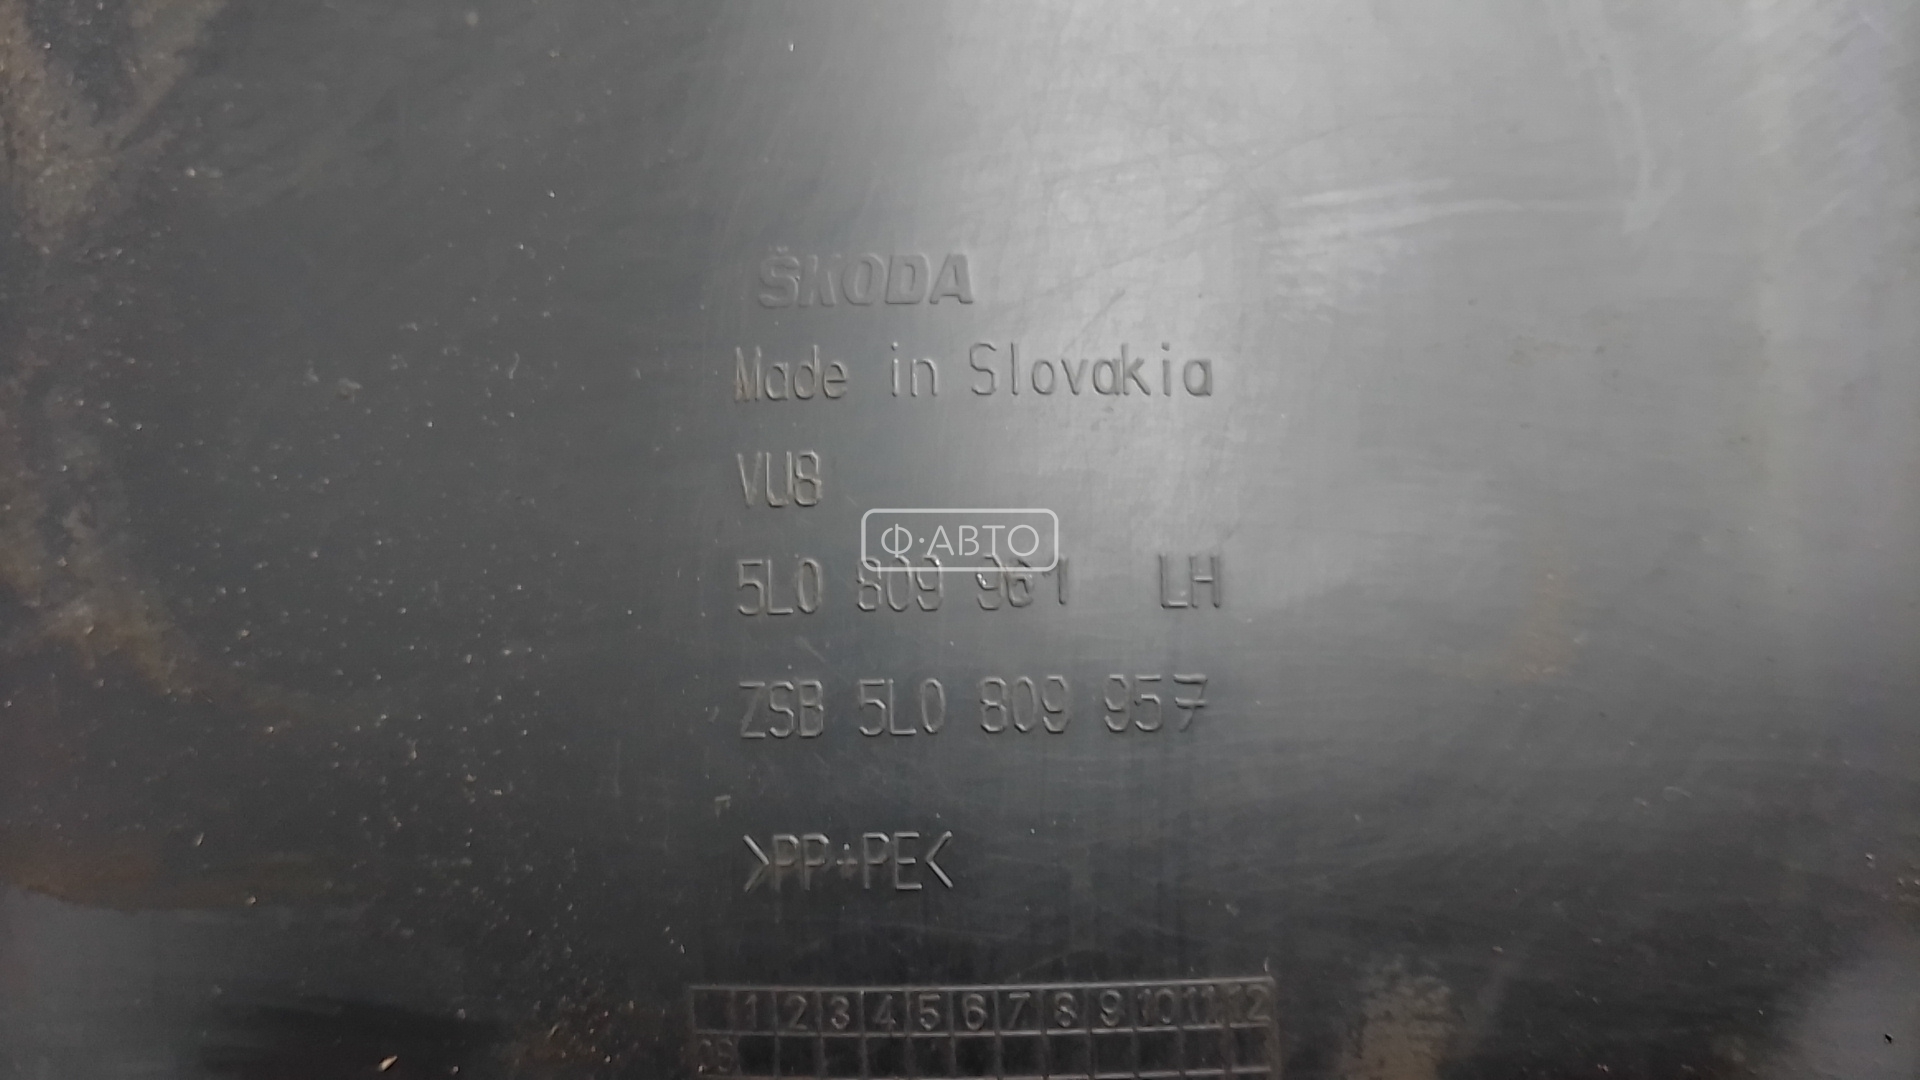 ŠKODA
Made in Slovakia
VU8
Ф·АВТО
5L0 809 961 LH
ZSB 5L0 809 957
>PP+PE<
1 2 3 4 5 6 7 8 9 10 11 12